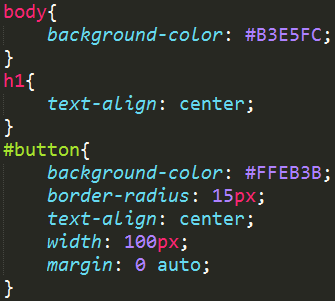 body{
    background-color: #B3E5FC;
}
h1{
    text-align: center;
}
#button{
    background-color: #FFEB3B;
    border-radius: 15px;
    text-align: center;
    width: 100px;
    margin: 0 auto;
}